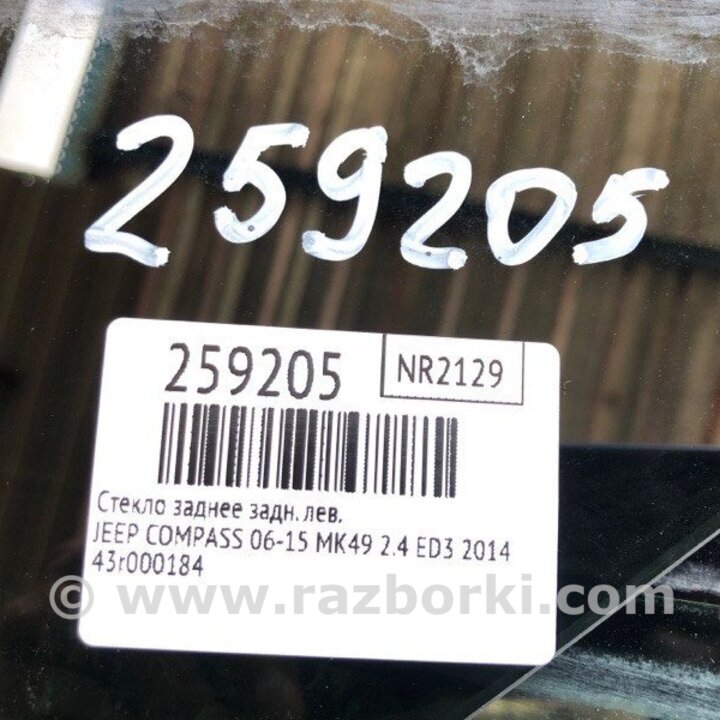 259205
259205
NR2129
Стекло заднее задн. лев.
JEEP COMPASS 06-15 MK49 2.4 ED3 2014
43r000184
© www.razborki.com